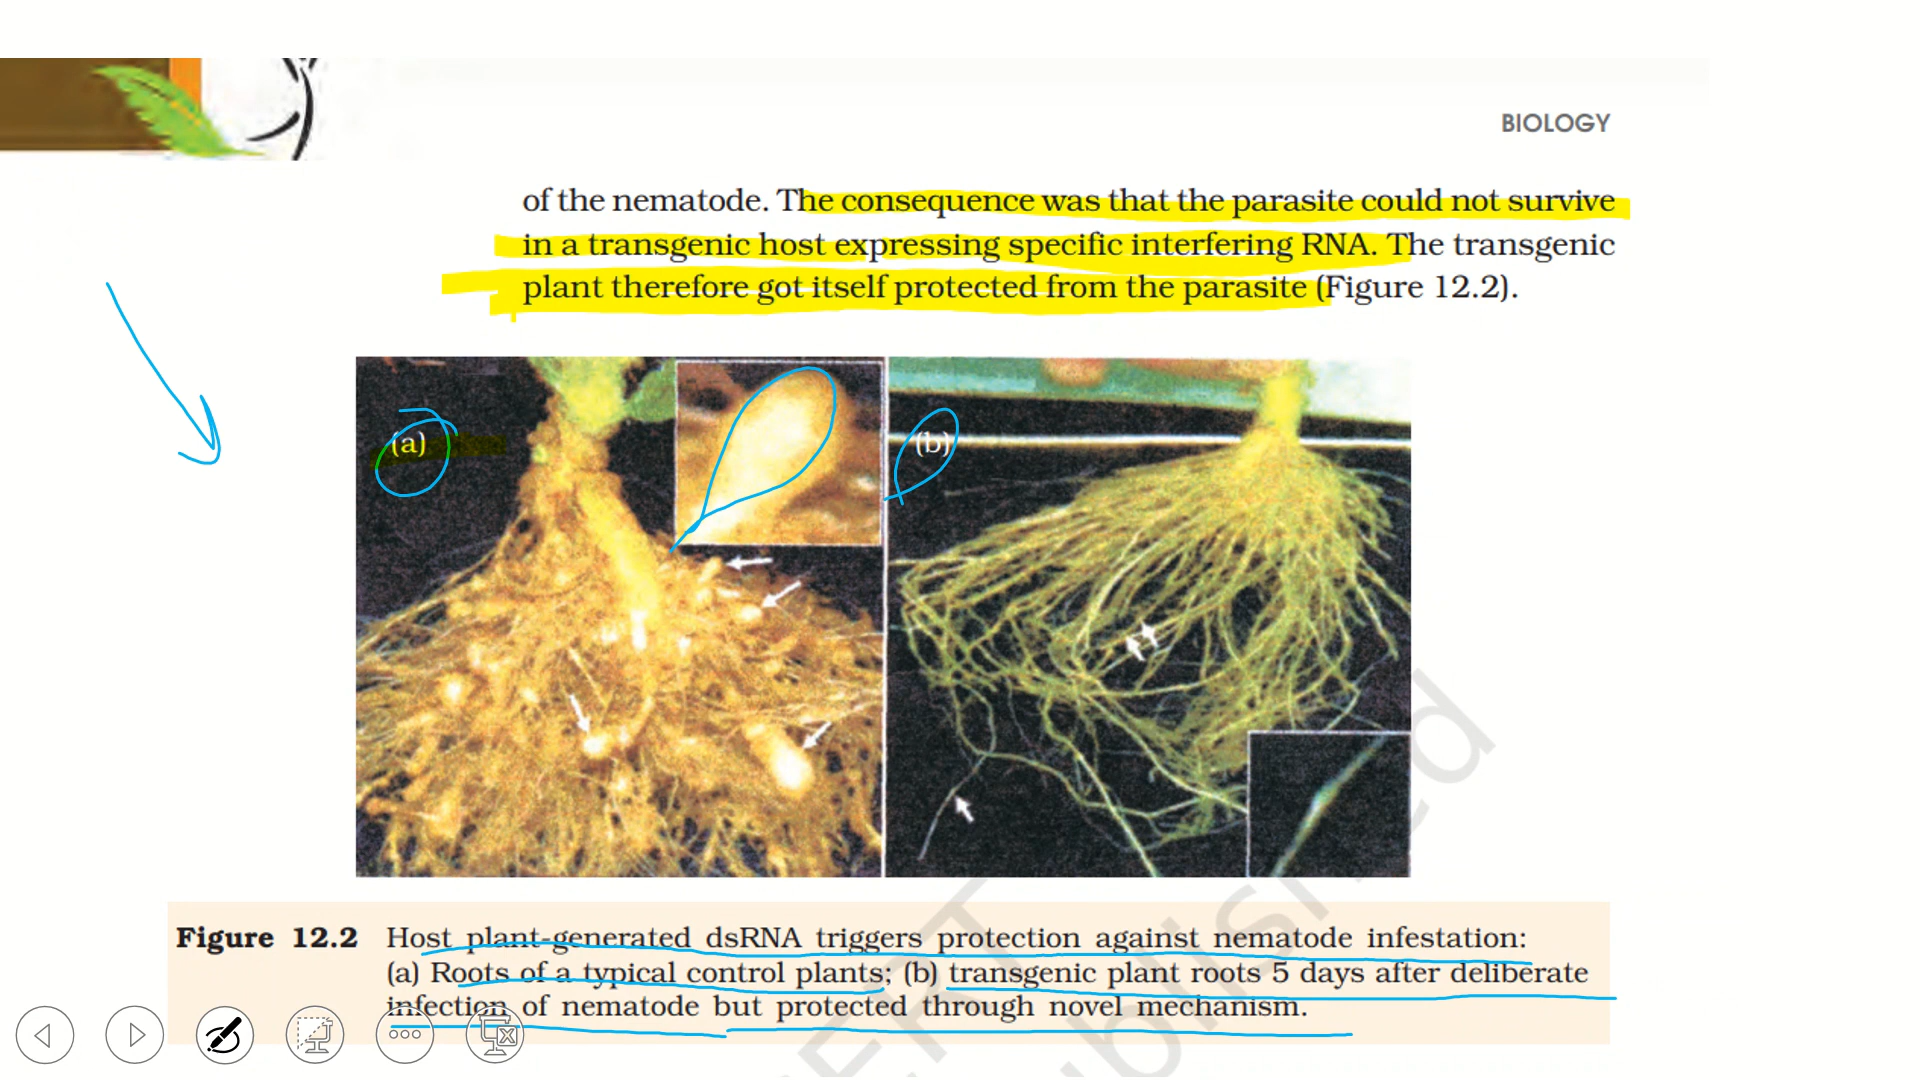 BIOLOGY
of the nematode. The consequence was that the parasite could not survive
in a transgenic host expressing specific interfering RNA. The transgenic
plant therefore got itself protected from the parasite (Figure 12.2).
(a)
(b)
Figure 12.2 Host plant-generated dsRNA triggers protection against nematode infestation:
(a) Roots of a typical control plants; (b) transgenic plant roots 5 days after deliberate
infection of nematode but protected through novel mechanism.